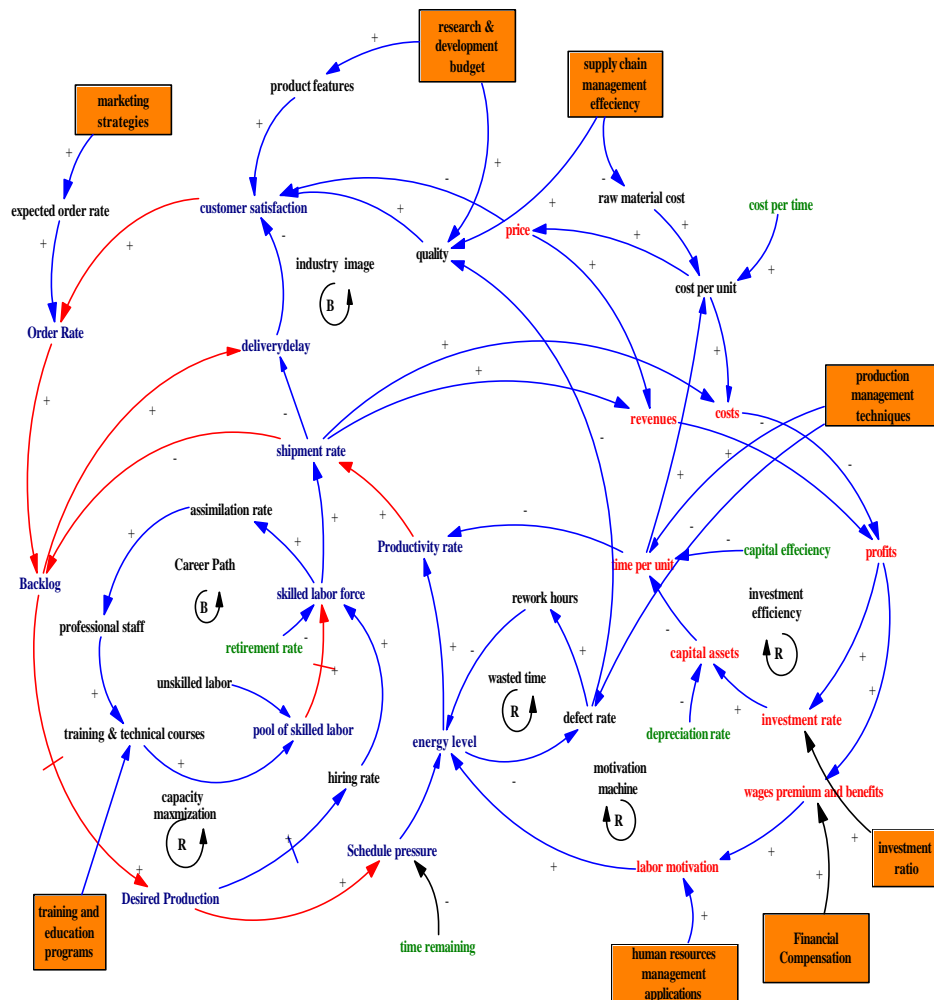 research &
development
budget
supply chain
management
effeciency
marketing
strategies
product features
expected order rate
customer satisfaction
raw material cost
cost per time
price
quality
industry image
B
cost per unit
Order Rate
deliverydelay
production
management
techniques
revenues
costs
shipment rate
assimilation rate
Productivity rate
time per unit
capital effeciency
profits
Career Path
B
Backlog
skilled labor force
rework hours
investment
efficiency
R
professional staff
retirement rate
wasted time
R
capital assets
unskilled labor
pool of skilled labor
defect rate
investment rate
training & technical courses
energy level
depreciation rate
hiring rate
motivation
machine
R
wages premium and benefits
capacity
maxmization
R
Schedule pressure
labor motivation
investment
ratio
Desired Production
training and
education
programs
time remaining
human resources
management
applications
Financial
Compensation
+
+
+
+
+
+
-
+
-
+
+
+
+
-
+
+
+
+
+
+
+
-
-
-
-
+
+
+
+
-
-
-
+
+
-
+
+
-
+
-
-
+
+
+
+
-
+
+
+
+
+
-
+
+